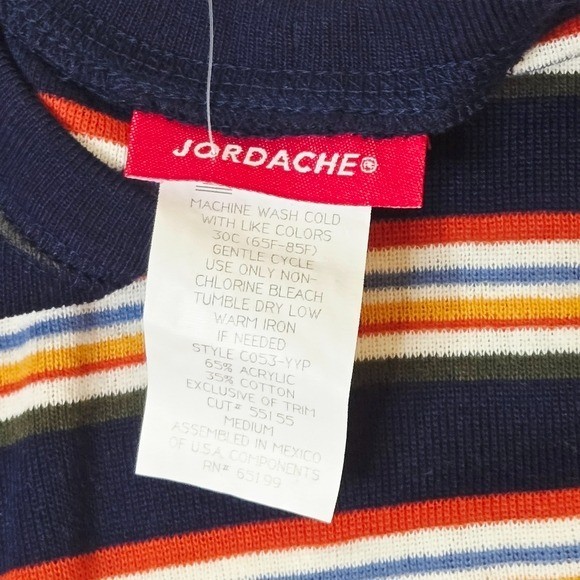 JORDACHE®
MACHINE WASH COLD
WITH LIKE COLORS
30C (65F-85F)
GENTLE CYCLE
USE ONLY NON-
CHLORINE BLEACH
TUMBLE DRY LOW
WARM IRON
IF NEEDED
STYLE C053-YYP
65% ACRYLIC
35% COTTON
EXCLUSIVE OF TRIM
CUT# 55155
MEDIUM
ASSEMBLED IN MEXICO
OF U.S.A. COMPONENTS
RN# 65199